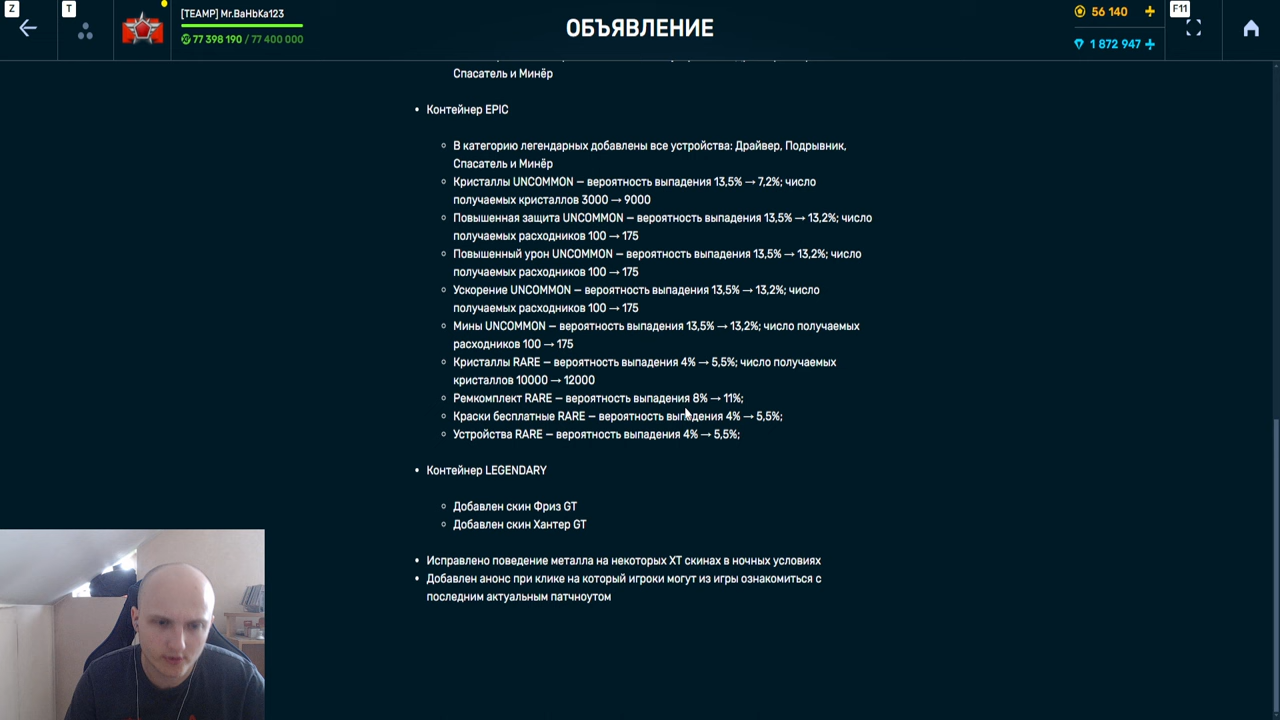 Z
T
[TEAMP] Mr.BaHbKa123
77 398 190 / 77 400 000
ОБЪЯВЛЕНИЕ
56 140
1 872 947
F11
Спасатель и Минёр
• Контейнер EPIC
В категорию легендарных добавлены все устройства: Драйвер, Подрывник,
Спасатель и Минёр
Кристаллы UNCOMMON — вероятность выпадения 13,5% → 7,2%; число
получаемых кристаллов 3000 → 9000
Повышенная защита UNCOMMON — вероятность выпадения 13,5% → 13,2%; число
получаемых расходников 100 → 175
Повышенный урон UNCOMMON — вероятность выпадения 13,5% → 13,2%; число
получаемых расходников 100 → 175
Ускорение UNCOMMON — вероятность выпадения 13,5% → 13,2%; число
получаемых расходников 100 → 175
Мины UNCOMMON — вероятность выпадения 13,5% → 13,2%; число получаемых
расходников 100 → 175
Кристаллы RARE — вероятность выпадения 4% → 5,5%; число получаемых
кристаллов 10000 → 12000
Ремкомплект RARE — вероятность выпадения 8% → 11%;
Краски бесплатные RARE — вероятность выпадения 4% → 5,5%;
Устройства RARE — вероятность выпадения 4% → 5,5%;
• Контейнер LEGENDARY
Добавлен скин Фриз GT
Добавлен скин Хантер GT
• Исправлено поведение металла на некоторых XT скинах в ночных условиях
• Добавлен анонс при клике на который игроки могут из игры ознакомиться с
последним актуальным патчноутом